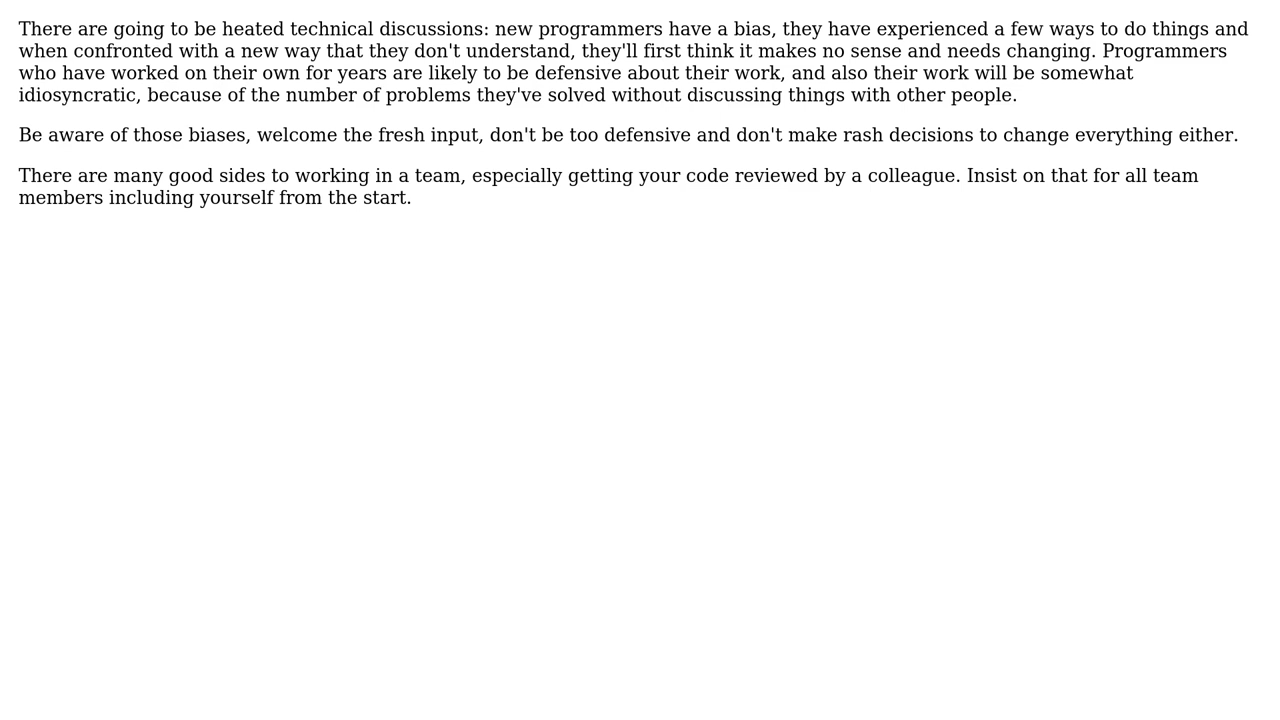 There are going to be heated technical discussions: new programmers have a bias, they have experienced a few ways to do things and
when confronted with a new way that they don't understand, they'll first think it makes no sense and needs changing. Programmers
who have worked on their own for years are likely to be defensive about their work, and also their work will be somewhat
idiosyncratic, because of the number of problems they've solved without discussing things with other people.
Be aware of those biases, welcome the fresh input, don't be too defensive and don't make rash decisions to change everything either.
There are many good sides to working in a team, especially getting your code reviewed by a colleague. Insist on that for all team
members including yourself from the start.